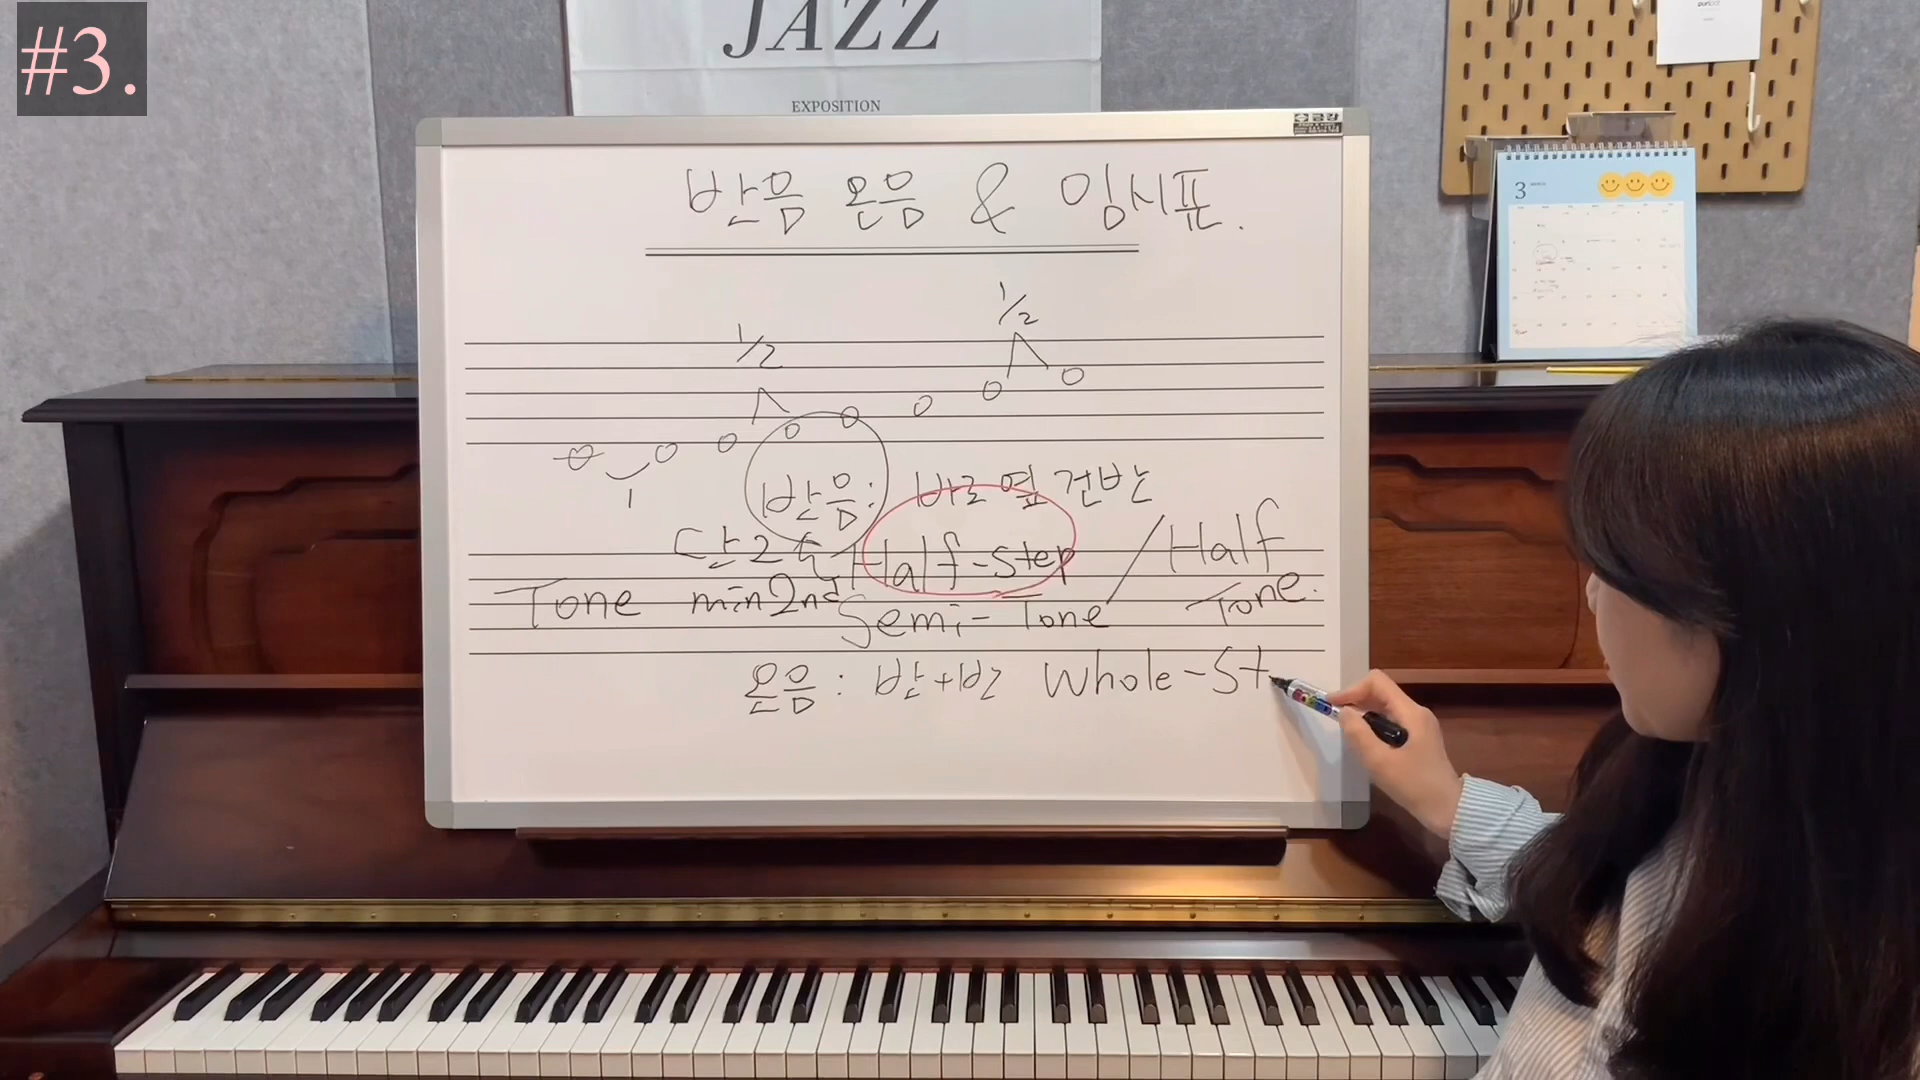 #3.
JAZZ
EXPOSITION
3 MARCH
반음 온음 & 임시표.
1/2
1/2
1
반음: 바로 옆 건반
단2도 Half-step / Half
Tone min2nd Semi-Tone Tone.
온음: 반+반 Whole-St